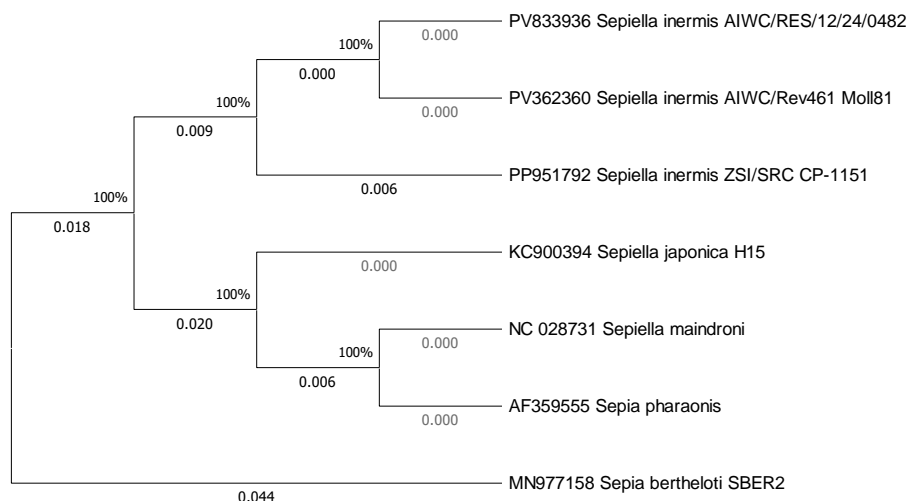 PV833936 Sepiella inermis AIWC/RES/12/24/0482
100%
0.000
0.000
100%
PV362360 Sepiella inermis AIWC/Rev461 Moll81
0.000
0.009
100%
PP951792 Sepiella inermis ZSI/SRC CP-1151
0.006
0.018
KC900394 Sepiella japonica H15
0.000
100%
0.020
NC 028731 Sepiella maindroni
0.000
100%
0.006
AF359555 Sepia pharaonis
0.000
MN977158 Sepia bertheloti SBER2
0.044